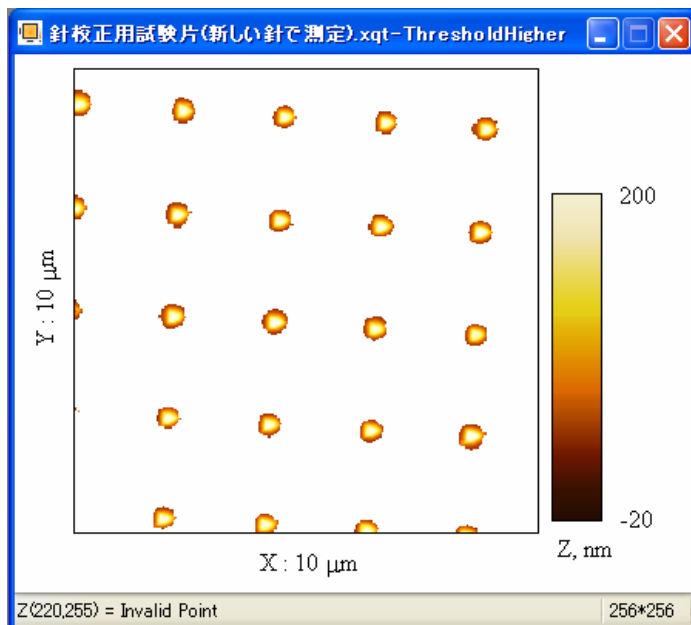 針校正用試験片(新しい針で測定).xqt-ThresholdHigher
200
Y : 10 μm
-20
Z, nm
X : 10 μm
Z(220,255) = Invalid Point
256*256